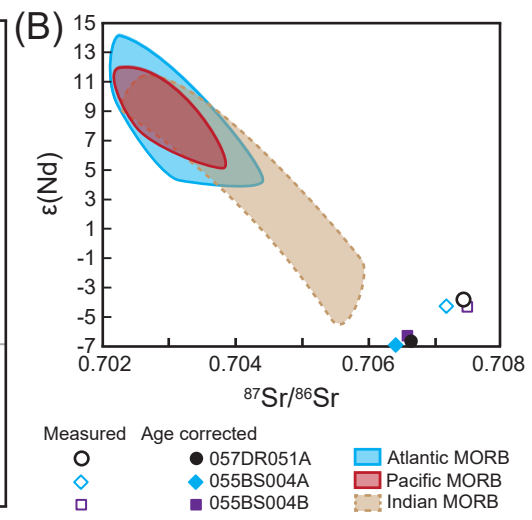 (B)
15
13
11
9
7
5
3
1
-1
-3
-5
-7
ε(Nd)
0.702 0.704 0.706 0.708
87Sr/86Sr
Measured Age corrected
057DR051A Atlantic MORB
055BS004A Pacific MORB
055BS004B Indian MORB